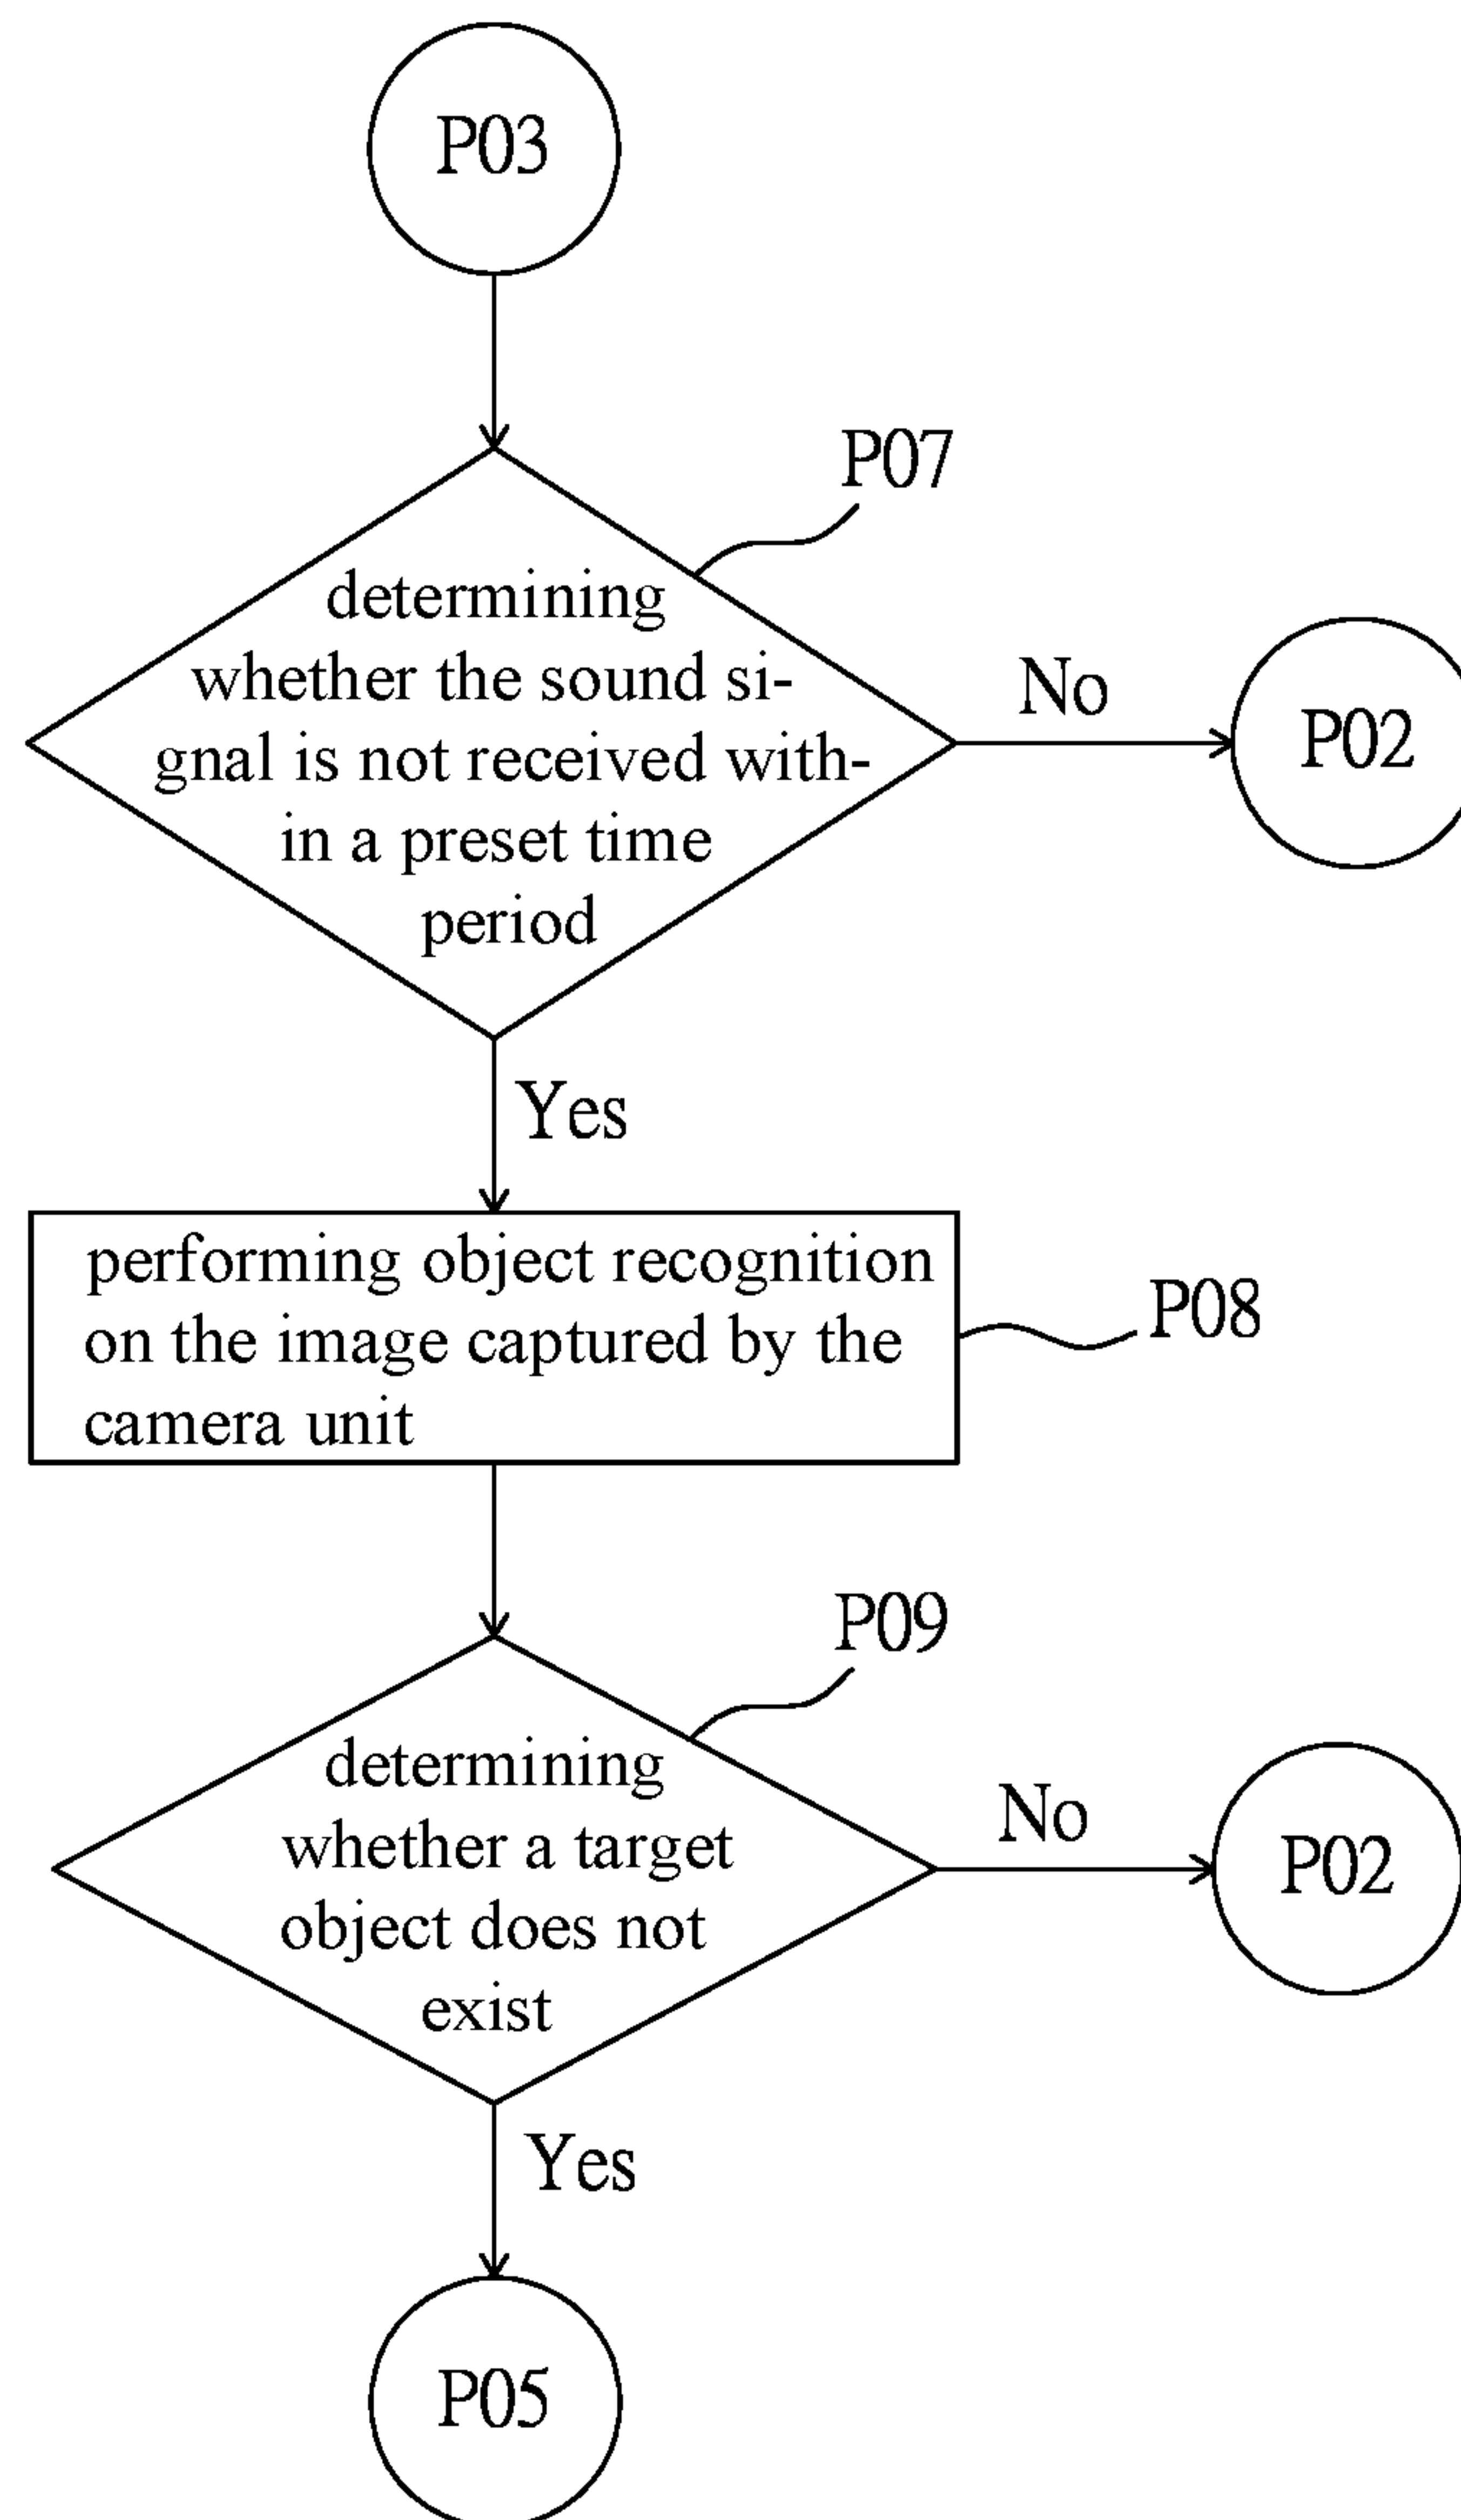 P03
P07
determining
whether the sound si-
gnal is not received with-
in a preset time
period
No
P02
Yes
performing object recognition
on the image captured by the
camera unit
P08
P09
determining
whether a target
object does not
exist
No
P02
Yes
P05